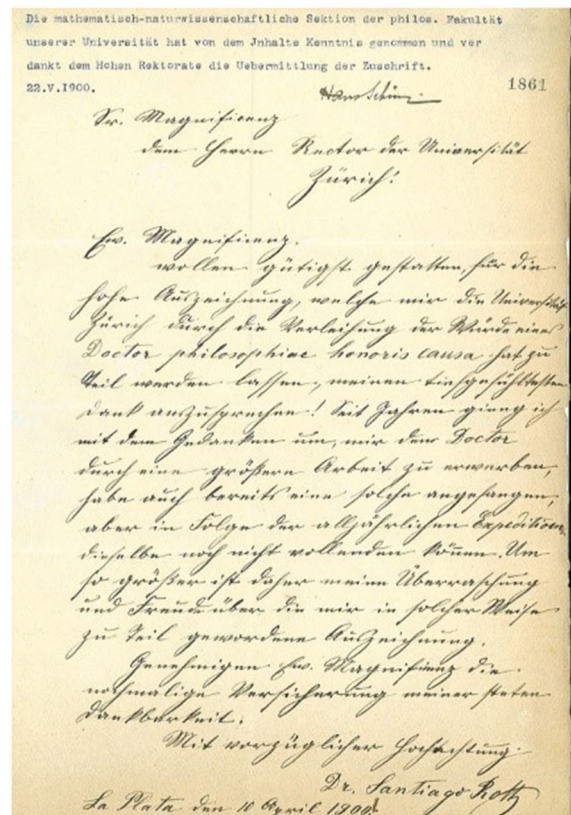 Die mathematisch-naturwissenschaftliche Sektion der philos. Fakultät
unserer Universität hat von dem Jnhalte Kenntnis genommen und ver
dankt dem Hohen Rektorate die Uebermittlung der Zuschrift.
22.V.1900.
1861
Sr. Magnificenz
dem Herrn Rector der Universität
Zürich!
Ew. Magnificenz.
wollen gütigst gestatten, für die
hohe Auszeichnung, welche mir die Universität
Zürich durch die Verleihung der Würde eines
Doctor philosophiae honoris causa hat zu
Teil werden lassen, meinen tiefgefühltesten
Dank auszusprechen! Seit Jahren gieng ich
mit dem Gedanken um, mir den Doctor
durch eine größere Arbeit zu erwerben,
habe auch bereits eine solche angefangen,
aber in Folge der alljährlichen Expeditionen
dieselbe noch nicht vollenden können. Um
so größer ist daher meine Überraschung
und Freude über die mir in solcher Weise
zu Teil gewordene Auszeichnung.
Genehmigen Ew. Magnificenz die
nochmalige Versicherung meiner steten
Dankbarkeit.
Mit vorzüglicher Hochachtung
Dr. Santiago Roth
La Plata den 10 April 1900.